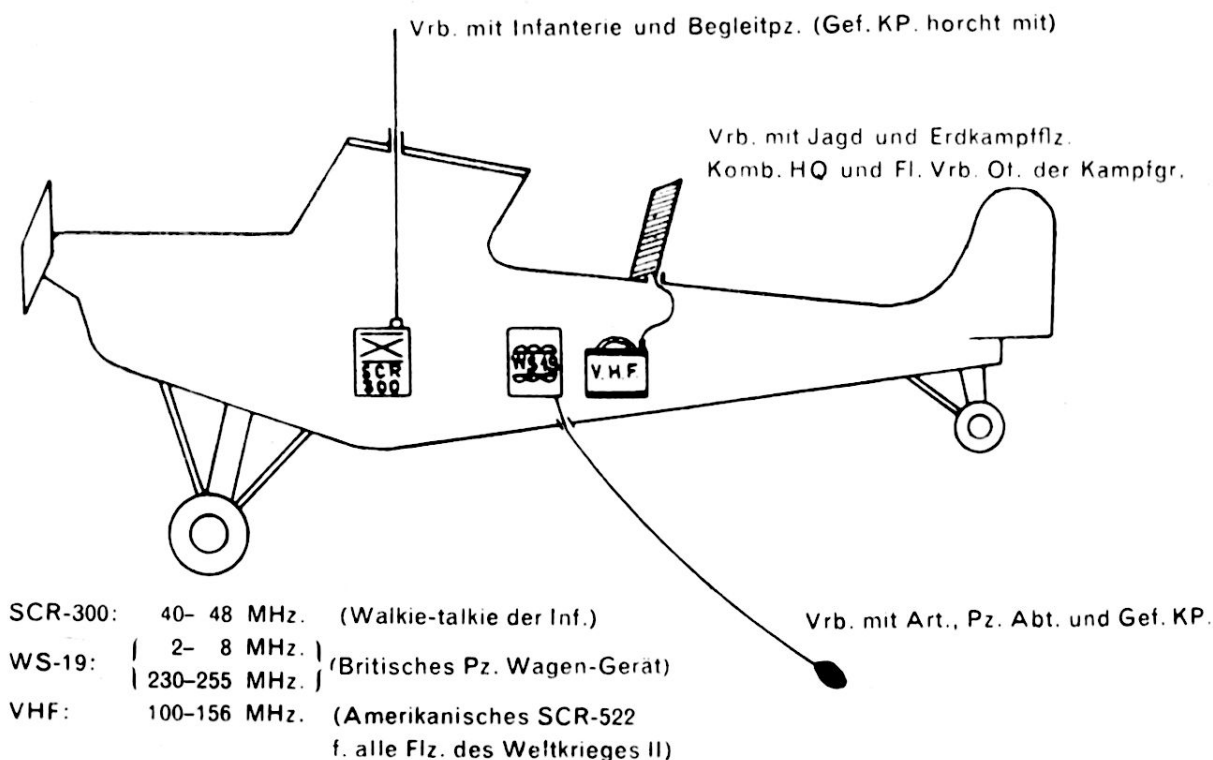 Vrb. mit Infanterie und Begleitpz. (Gef. KP. horcht mit)
Vrb. mit Jagd und Erdkampfflz.
Komb. HQ und Fl. Vrb. Of. der Kampfgr.
SCR
300
WS19
V.H.F.
Vrb. mit Art., Pz. Abt. und Gef. KP.
SCR-300: 40– 48 MHz. (Walkie-talkie der Inf.)
WS-19: 2– 8 MHz. (Britisches Pz. Wagen-Gerät)
230–255 MHz.
VHF: 100–156 MHz. (Amerikanisches SCR-522
f. alle Flz. des Weltkrieges II)